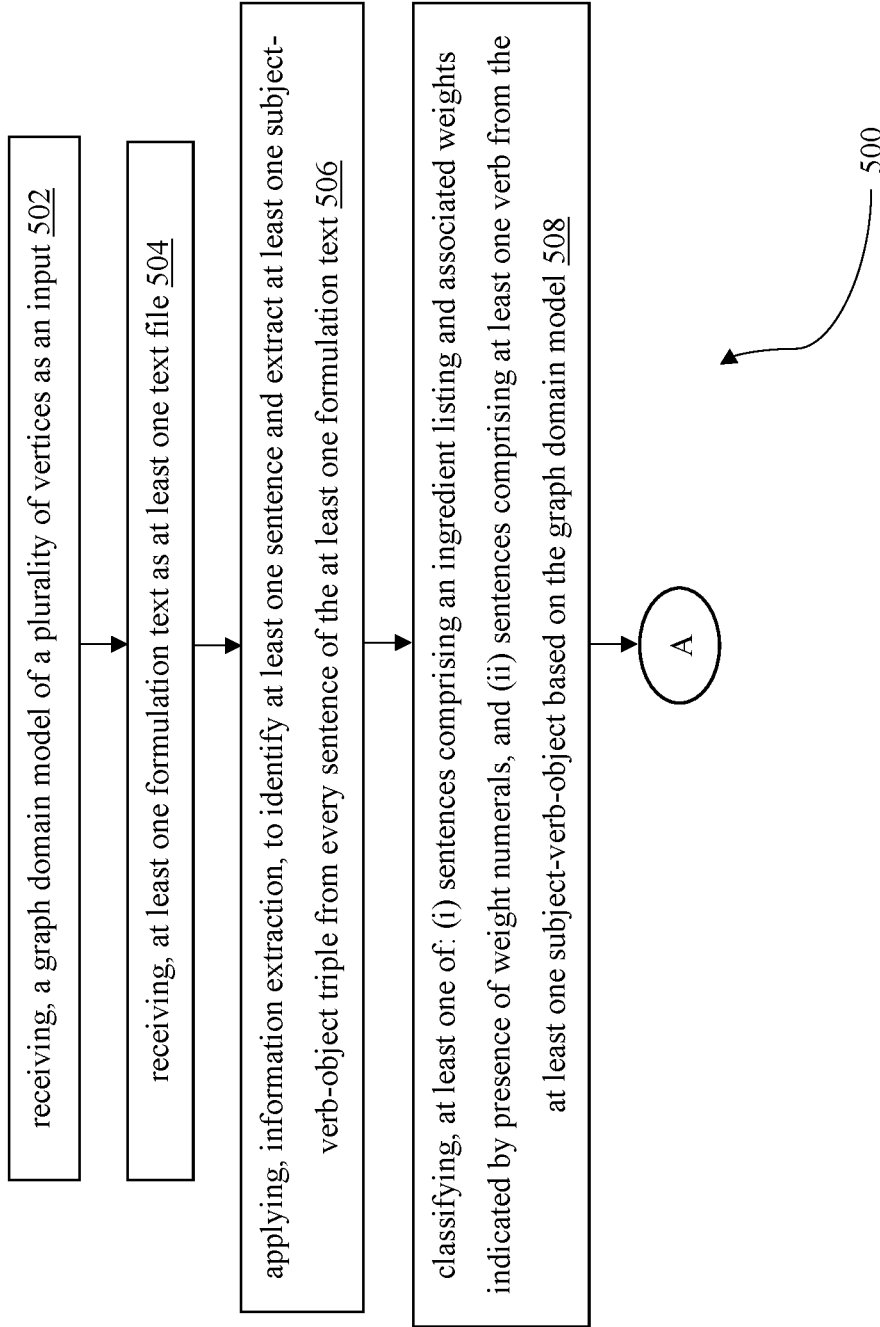 receiving, a graph domain model of a plurality of vertices as an input 502
receiving, at least one formulation text as at least one text file 504
applying, information extraction, to identify at least one sentence and extract at least one subject-
verb-object triple from every sentence of the at least one formulation text 506
classifying, at least one of: (i) sentences comprising an ingredient listing and associated weights
indicated by presence of weight numerals, and (ii) sentences comprising at least one verb from the
at least one subject-verb-object based on the graph domain model 508
A
500